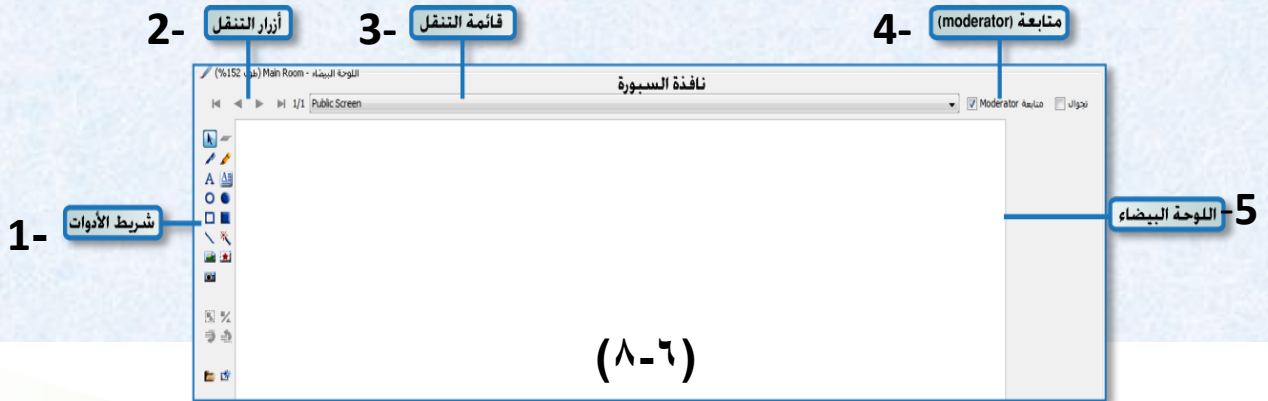 2- أزرار التنقل
3- قائمة التنقل
4- متابعة (moderator)
اللوحة البيضاء - Main Room (طرب 152%)
نافذة السبورة
1/1 Public Screen
متابعة Moderator
تجوال
1- شريط الأدوات
5- اللوحة البيضاء
(٦-٨)